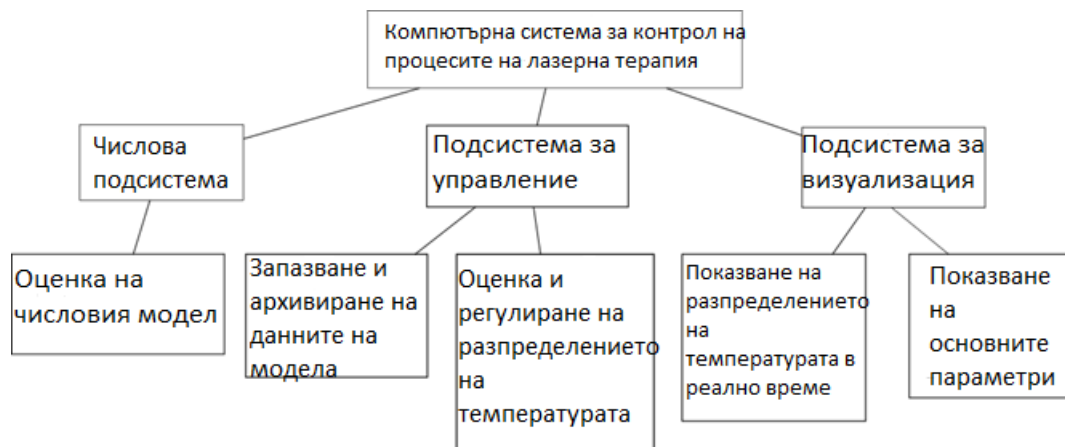 Компютърна система за контрол на
процесите на лазерна терапия
Числова
подсистема
Подсистема за
управление
Подсистема за
визуализация
Оценка на
числовия модел
Запазване и
архивиране на
данните на
модела
Оценка и
регулиране на
разпределението
на
температурата
Показване на
разпределението
на
температурата в
реално време
Показване
на
основните
параметри